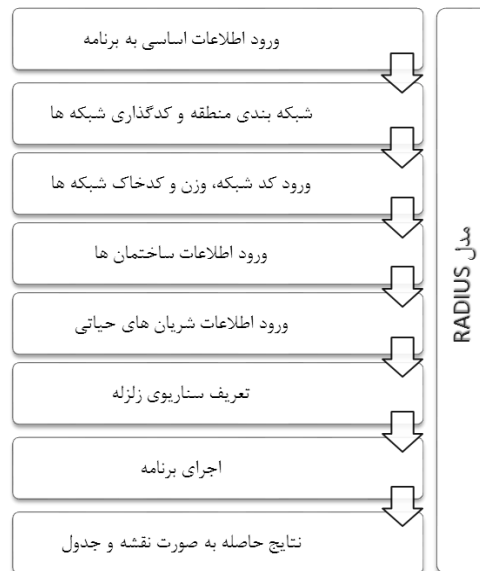 ورود اطلاعات اساسی به برنامه
شبکه بندی منطقه و کدگذاری شبکه ها
ورود کد شبکه، وزن و کدخاک شبکه ها
ورود اطلاعات ساختمان ها
ورود اطلاعات شریان های حیاتی
تعریف سناریوی زلزله
اجرای برنامه
نتایج حاصله به صورت نقشه و جدول
مدل RADIUS